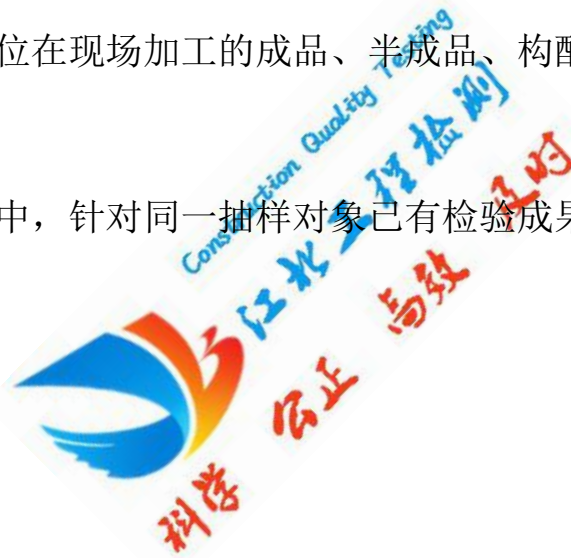 位在现场加工的成品、半成品、构配
Construction Quality Testing
江北工程检测
中，针对同一抽样对象已有检验成果
科学 公正 高效 及时